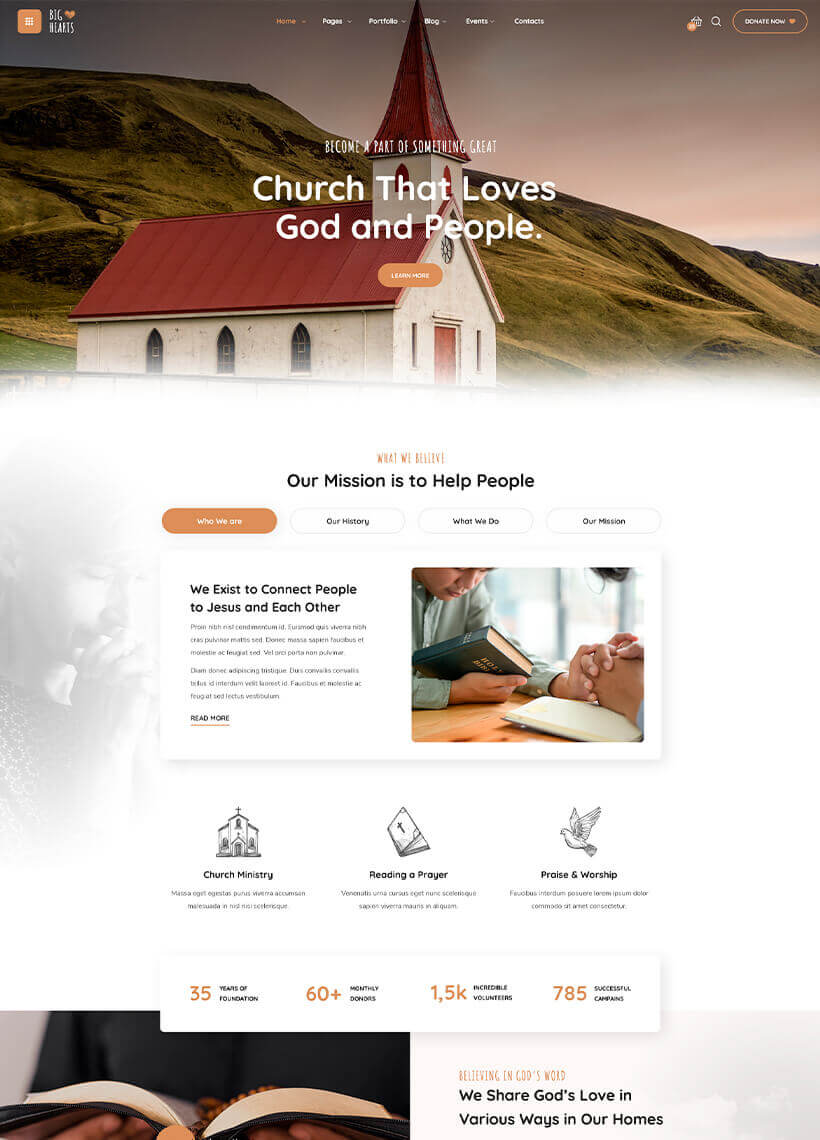 BIG
HEARTS
Home
Pages
Portfolio
Blog
Events
Contacts
DONATE NOW
BECOME A PART OF SOMETHING GREAT
Church That Loves
God and People.
LEARN MORE
WHAT WE BELIEVE
Our Mission is to Help People
Who We are
Our History
What We Do
Our Mission
We Exist to Connect People
to Jesus and Each Other
Proin nibh nisl condimentum id. Euismod quis viverra nibh
cras pulvinar mattis sed. Donec massa sapien faucibus et
molestie ac feugiat sed. Vel orci porta non pulvinar.
Diam donec adipiscing tristique. Duis convallis convallis
tellus id interdum velit laoreet id. Faucibus et molestie ac
feugiat sed lectus vestibulum.
READ MORE
HOLY
BIBLE
Church Ministry
Massa eget egestas purus viverra accumsan
malesuada in nisl nisi scelerisque.
Reading a Prayer
Venenatis urna cursus eget nunc scelerisque
sapien viverra mauris in aliquam.
Praise & Worship
Faucibus interdum posuere lorem ipsum dolor
commodo sit amet consectetur.
35
YEARS OF
FOUNDATION
60+
MONTHLY
DONORS
1,5k
INCREDIBLE
VOLUNTEERS
785
SUCCESSFUL
CAMPAINS
BELIEVING IN GOD'S WORD
We Share God's Love in
Various Ways in Our Homes